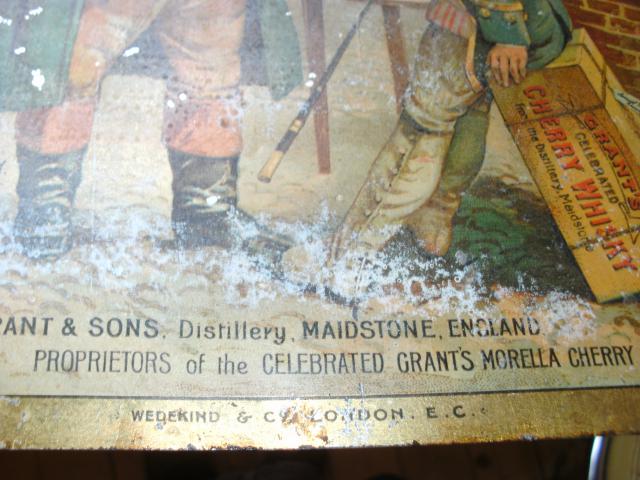 GRANT'S
CELEBRATED
CHERRY WHISKY
from the Distillery, Maidstone
RANT & SONS. Distillery, MAIDSTONE, ENGLAND
PROPRIETORS of the CELEBRATED GRANT'S MORELLA CHERRY
WEDEKIND & CO. LONDON. E.C.